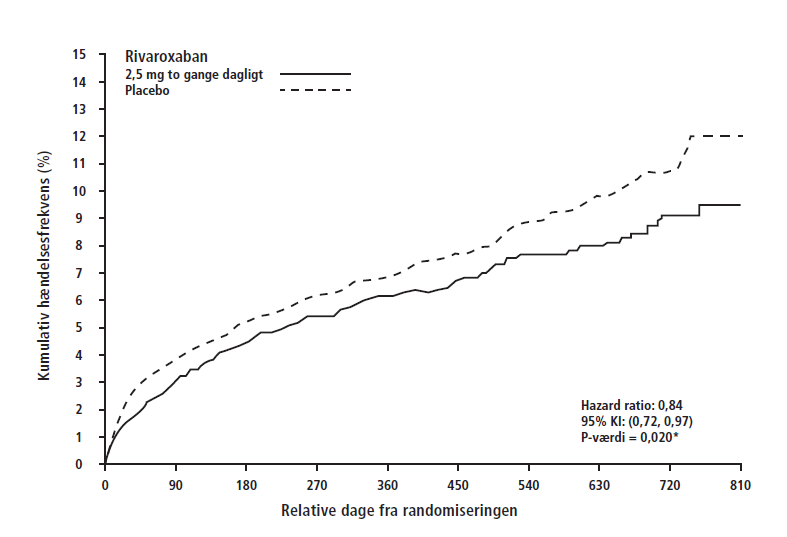 Rivaroxaban
2,5 mg to gange dagligt
Placebo
Kumulativ hændelsesfrekvens (%)
15
14
13
12
11
10
9
8
7
6
5
4
3
2
1
0
Hazard ratio: 0,84
95% KI: (0,72, 0,97)
P-værdi = 0,020*
0 90 180 270 360 450 540 630 720 810
Relative dage fra randomiseringen